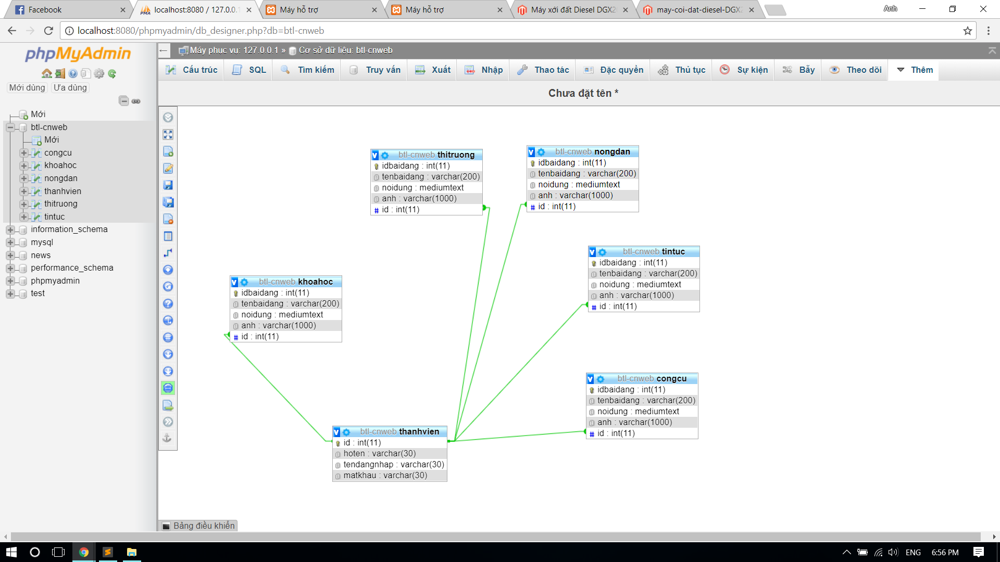 Facebook
localhost:8080 / 127.0.0.1
Máy hỗ trợ
Máy hỗ trợ
Máy xới đất Diesel DGX2
may-coi-dat-diesel-DGX
Anh
localhost:8080/phpmyadmin/db_designer.php?db=btl-cnweb
phpMyAdmin
Mới dùng
Ưa dùng
Mới
btl-cnweb
Mới
congcu
khoahoc
nongdan
thanhvien
thitruong
tintuc
information_schema
mysql
news
performance_schema
phpmyadmin
test
Máy phục vụ: 127.0.0.1 » Cơ sở dữ liệu: btl-cnweb
Cấu trúc
SQL
Tìm kiếm
Truy vấn
Xuất
Nhập
Thao tác
Đặc quyền
Thủ tục
Sự kiện
Bẫy
Theo dõi
Thêm
Chưa đặt tên *
btl-cnweb thitruong
idbaidang : int(11)
tenbaidang : varchar(200)
noidung : mediumtext
anh : varchar(1000)
# id : int(11)
btl-cnweb nongdan
idbaidang : int(11)
tenbaidang : varchar(200)
noidung : mediumtext
anh : varchar(1000)
# id : int(11)
btl-cnweb tintuc
idbaidang : int(11)
tenbaidang : varchar(200)
noidung : mediumtext
anh : varchar(1000)
# id : int(11)
btl-cnweb khoahoc
idbaidang : int(11)
tenbaidang : varchar(200)
noidung : mediumtext
anh : varchar(1000)
# id : int(11)
btl-cnweb congcu
idbaidang : int(11)
tenbaidang : varchar(200)
noidung : mediumtext
anh : varchar(1000)
# id : int(11)
btl-cnweb thanhvien
id : int(11)
hoten : varchar(30)
tendangnhap : varchar(30)
matkhau : varchar(30)
Bảng điều khiển
ENG
6:56 PM